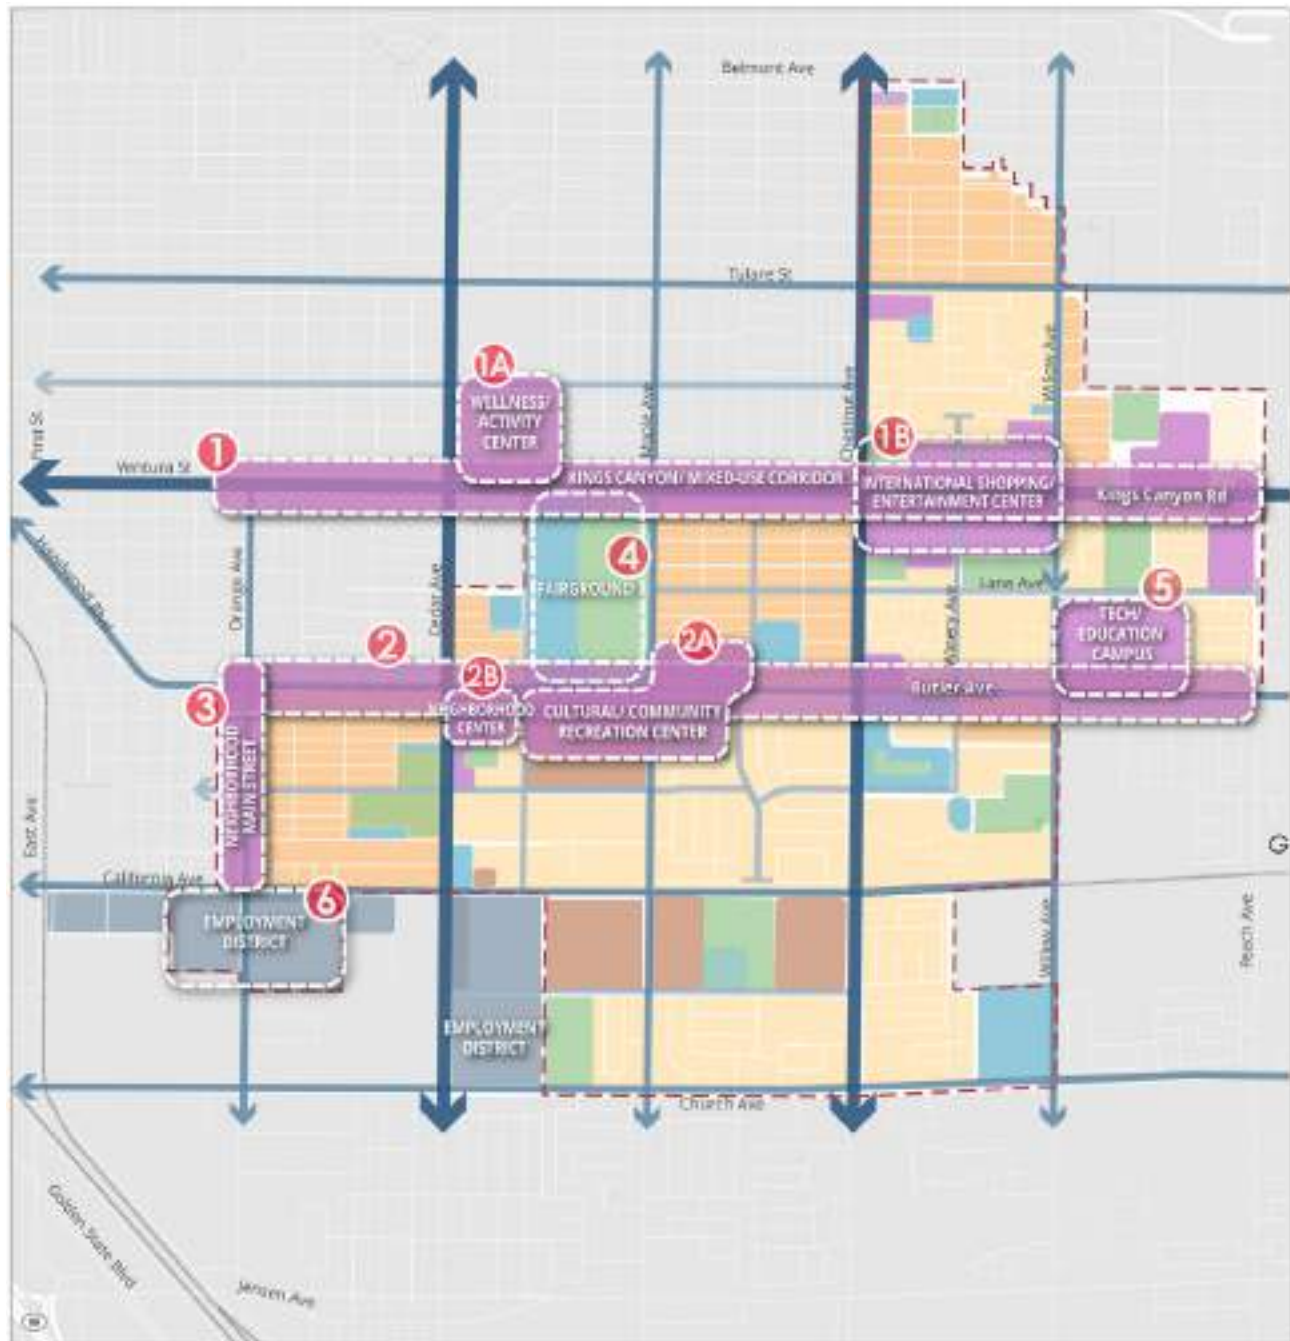 Belmont Ave
Tulare St
1A
WELLNESS/
ACTIVITY
CENTER
First St
Maple Ave
Chestnut Ave
Willow Ave
1
Ventura St
KINGS CANYON/ MIXED-USE CORRIDOR
1B
INTERNATIONAL SHOPPING/
ENTERTAINMENT CENTER
Kings Canyon Rd
Orange Ave
Cedar Ave
4
FAIRGROUND
Lane Ave
5
TECH/
EDUCATION
CAMPUS
2
2B
NEIGHBORHOOD
CENTER
2A
CULTURAL/ COMMUNITY
RECREATION CENTER
Butler Ave
3
NEIGHBORHOOD
MAIN STREET
East Ave
California Ave
6
EMPLOYMENT
DISTRICT
EMPLOYMENT
DISTRICT
Willow Ave
Peach Ave
G
Church Ave
Golden State Blvd
Jensen Ave